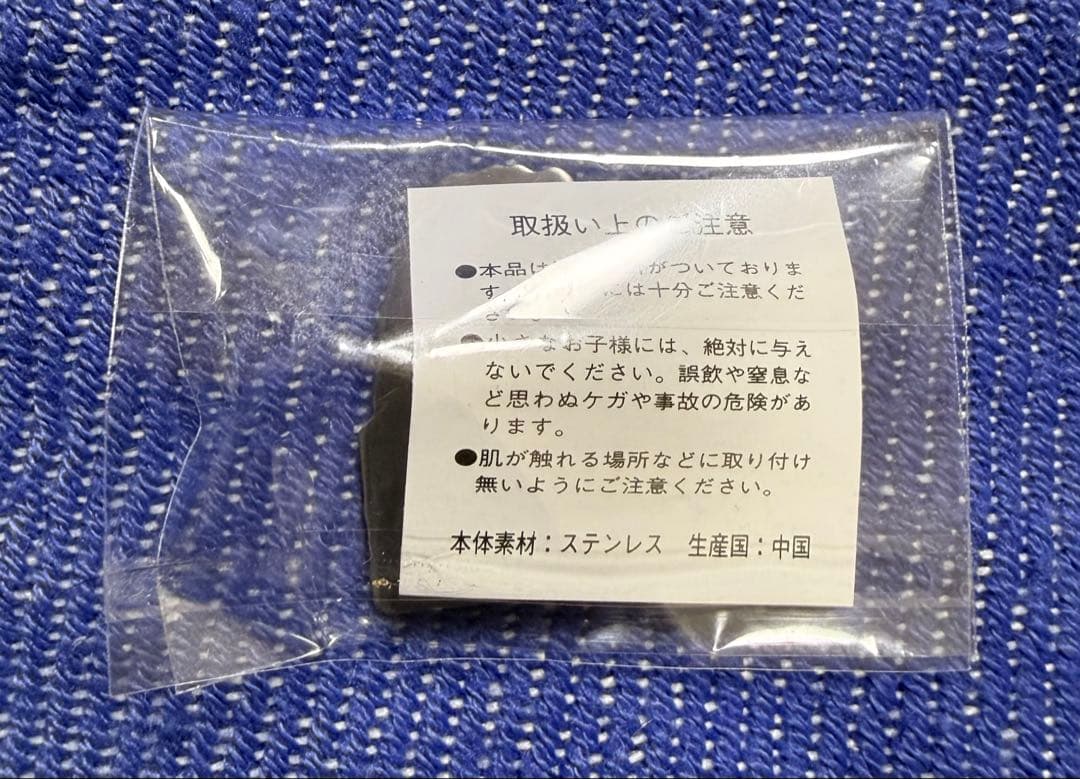 取扱い上のご注意
●本品は がついておりま
す。 には十分ご注意くだ
さい。
●小さなお子様には、絶対に与え
ないでください。誤飲や窒息な
ど思わぬケガや事故の危険があ
ります。
●肌が触れる場所などに取り付け
無いようにご注意ください。
本体素材：ステンレス　生産国：中国